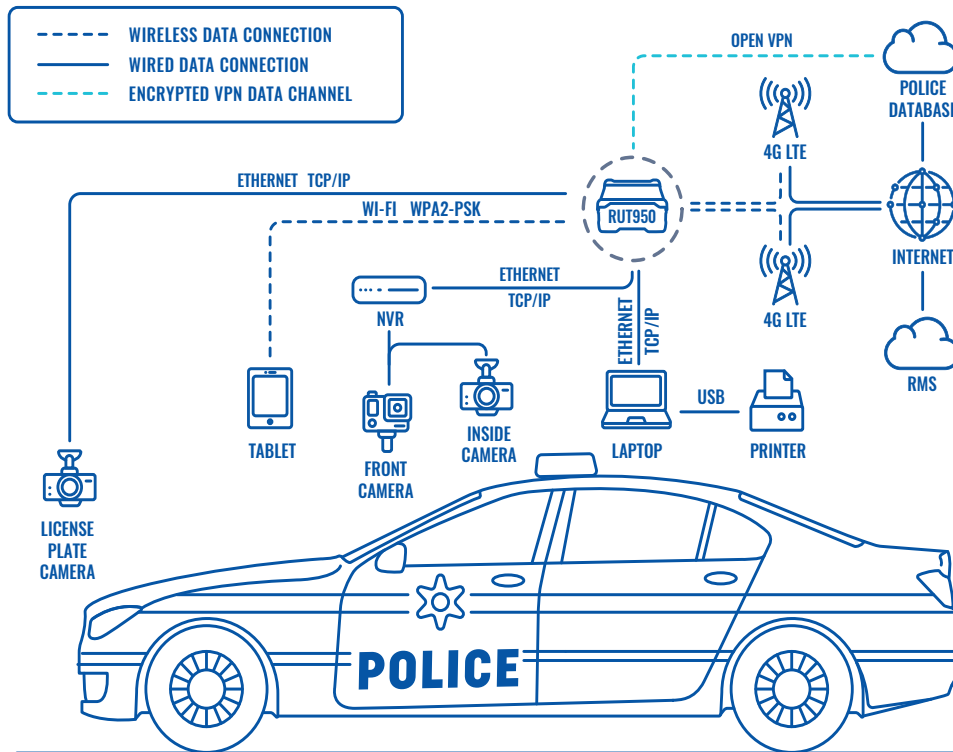 WIRELESS DATA CONNECTION
WIRED DATA CONNECTION
ENCRYPTED VPN DATA CHANNEL
OPEN VPN
POLICE
DATABASE
4G LTE
ETHERNET TCP/IP
WI-FI WPA2-PSK
RUT950
INTERNET
ETHERNET
TCP/IP
NVR
4G LTE
ETHERNET
TCP/IP
RMS
USB
TABLET
INSIDE
CAMERA
LAPTOP
PRINTER
FRONT
CAMERA
LICENSE
PLATE
CAMERA
POLICE